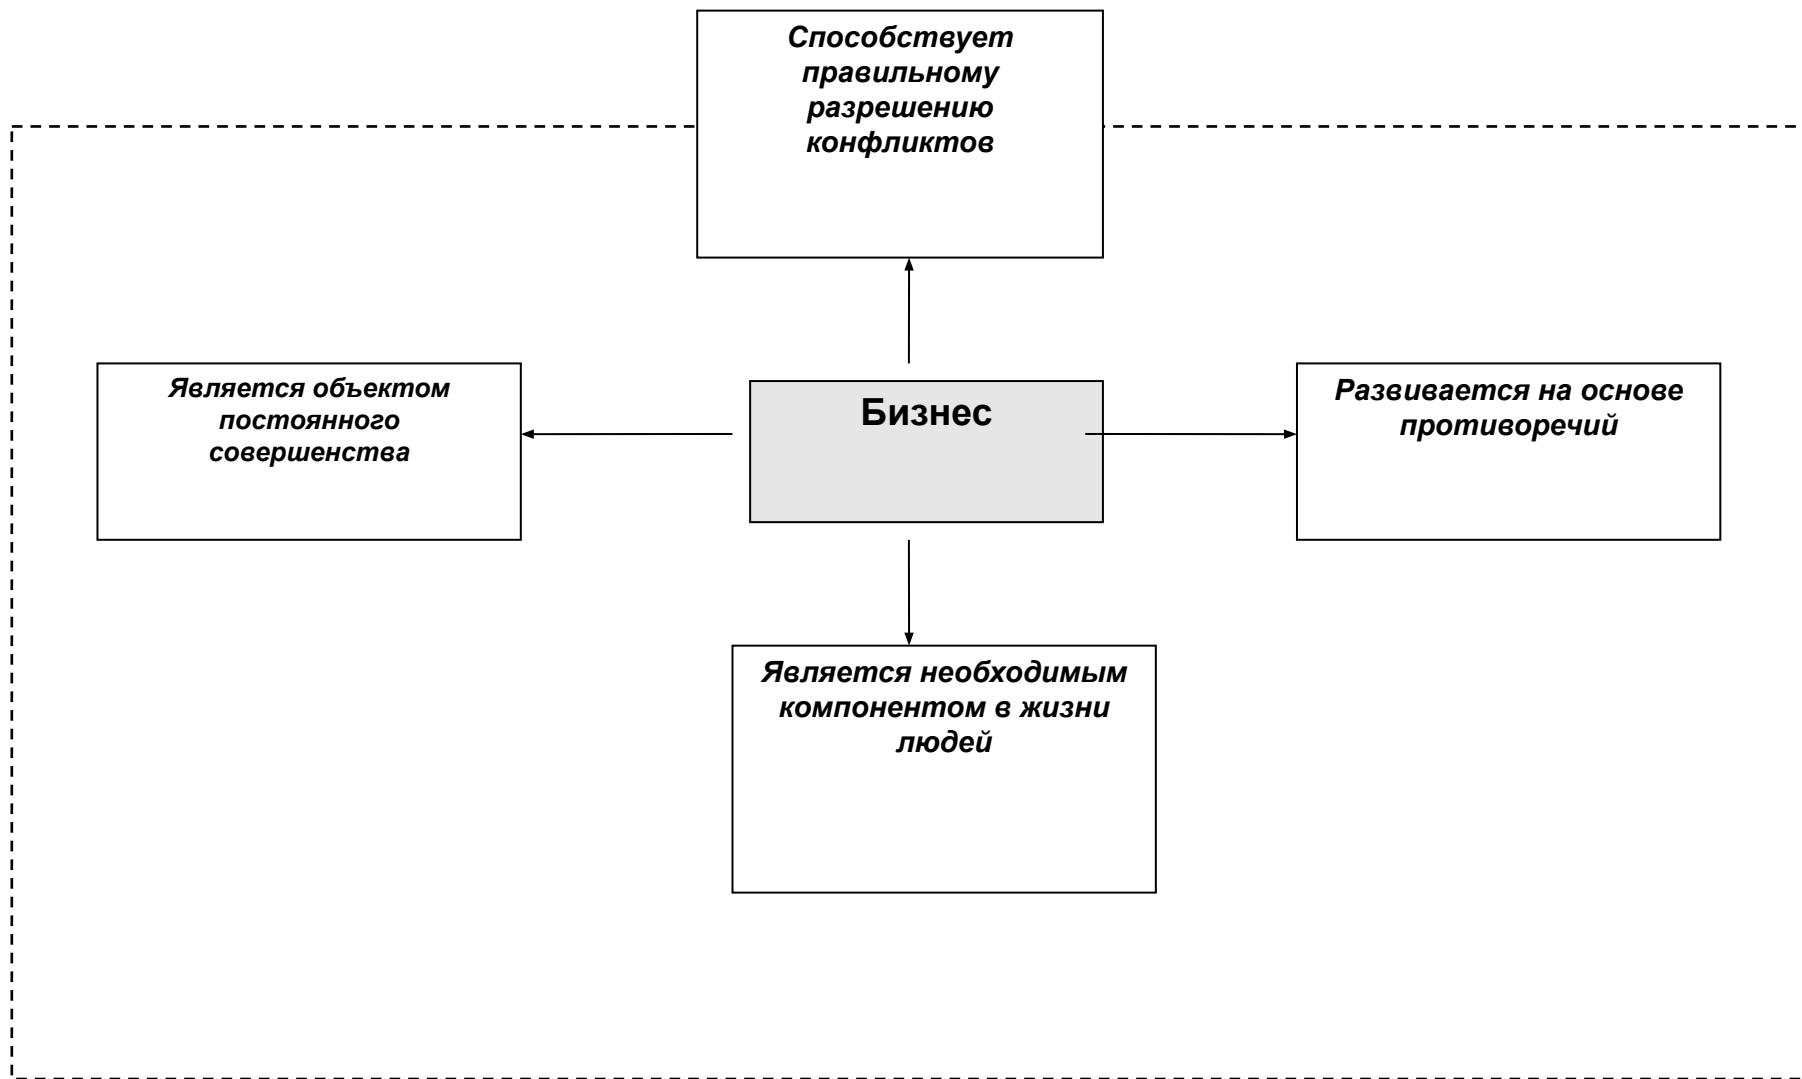 Способствует
правильному
разрешению
конфликтов
Является объектом
постоянного
совершенства
Бизнес
Развивается на основе
противоречий
Является необходимым
компонентом в жизни
людей